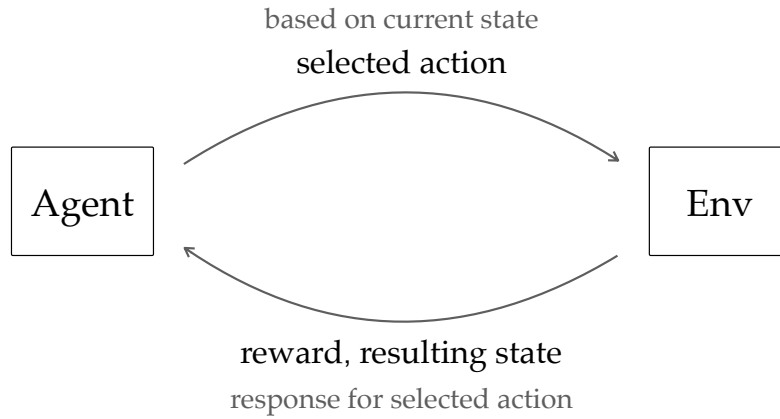 based on current state
selected action
Agent
Env
reward, resulting state
response for selected action